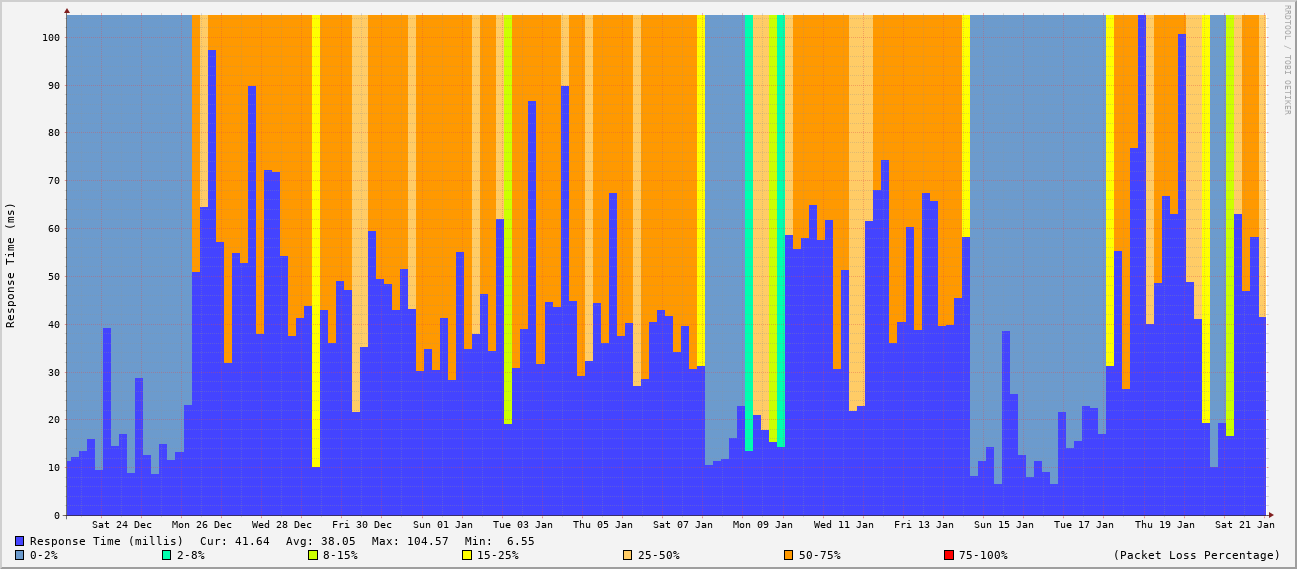 RRDTOOL / TOBI OETIKER
Response Time (ms)
100
90
80
70
60
50
40
30
20
10
0
Sat 24 Dec Mon 26 Dec Wed 28 Dec Fri 30 Dec Sun 01 Jan Tue 03 Jan Thu 05 Jan Sat 07 Jan Mon 09 Jan Wed 11 Jan Fri 13 Jan Sun 15 Jan Tue 17 Jan Thu 19 Jan Sat 21 Jan
Response Time (millis) Cur: 41.64 Avg: 38.05 Max: 104.57 Min: 6.55
0-2% 2-8% 8-15% 15-25% 25-50% 50-75% 75-100% (Packet Loss Percentage)